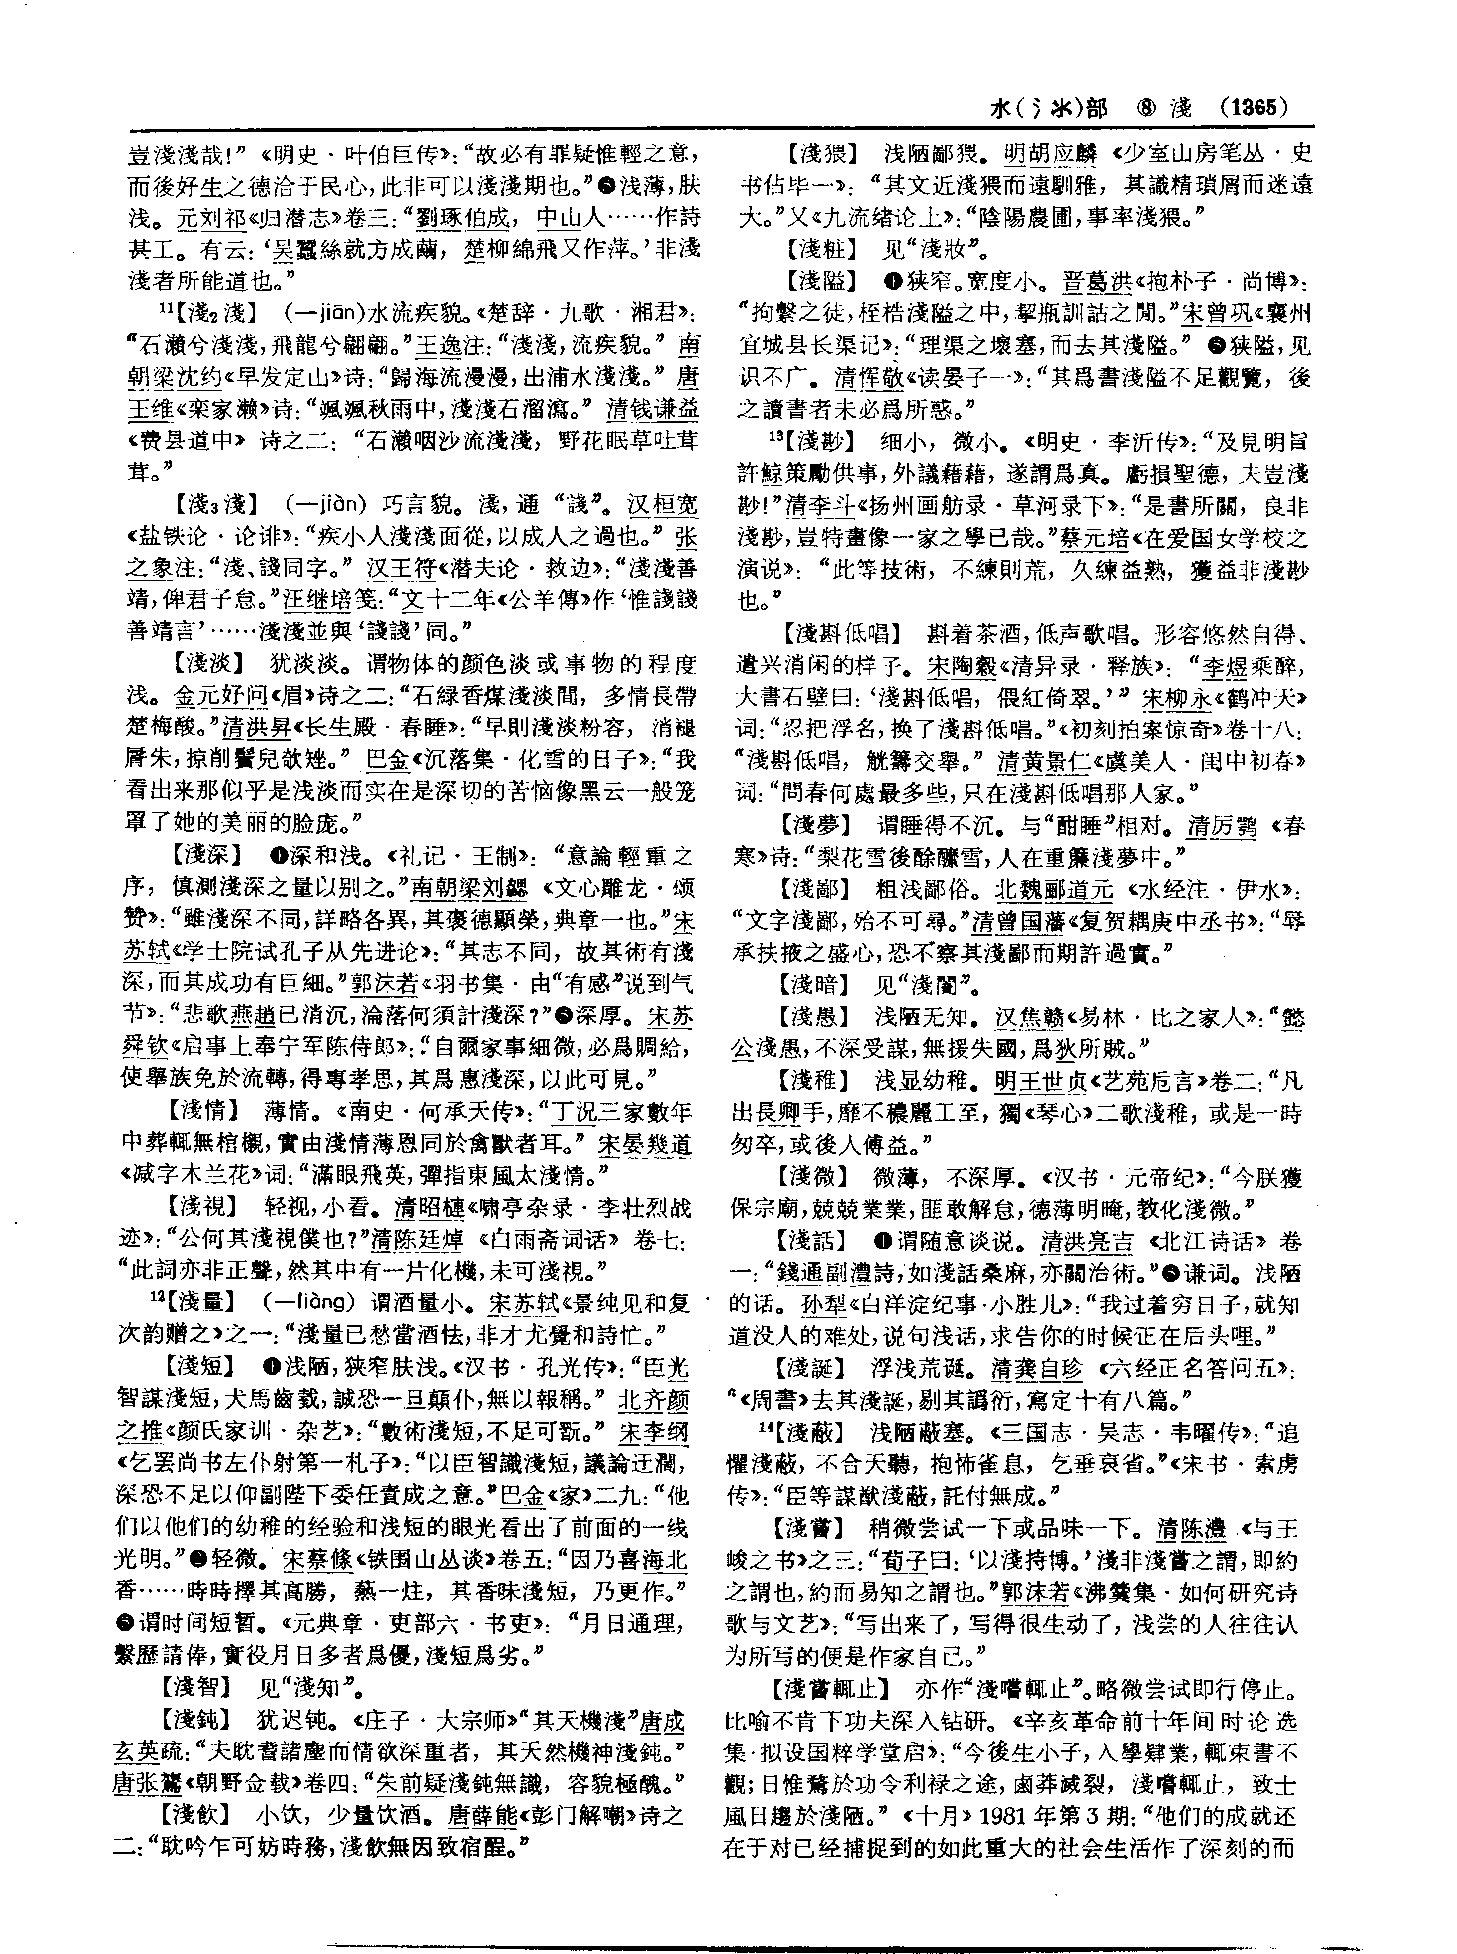 水(氵氺)部 ⑧ 淺 (1365)
豈淺淺哉!”《明史·叶伯巨传》:“故必有罪疑惟輕之意,
而後好生之德洽于民心,此非可以淺淺期也。”❸浅薄,肤
浅。元刘祁《归潜志》卷三:“劉琢伯成,中山人……作詩
甚工。有云:‘吴蠶絲就方成繭,楚柳綿飛又作萍。’非淺
淺者所能道也。”
11【淺2淺】 (—jiān)水流疾貌。《楚辞·九歌·湘君》:
“石瀨兮淺淺,飛龍兮翩翩。”王逸注:“淺淺,流疾貌。”南
朝梁沈约《早发定山》诗:“歸海流漫漫,出浦水淺淺。”唐
王维《栾家濑》诗:“颯颯秋雨中,淺淺石溜瀉。”清钱谦益
《费县道中》诗之二:“石瀨咽沙流淺淺,野花眠草吐茸
茸。”
【淺3淺】 (—jiàn) 巧言貌。淺,通“諓”。汉桓宽
《盐铁论·论诽》:“疾小人淺淺面從,以成人之過也。”张
之象注:“淺、諓同字。”汉王符《潜夫论·救边》:“淺淺善
靖,俾君子怠。”汪继培笺:“文十二年《公羊傳》作‘惟諓諓
善靖言’……淺淺並與‘諓諓’同。”
【淺淡】 犹淡淡。谓物体的颜色淡或事物的程度
浅。金元好问《眉》诗之二:“石緑香煤淺淡間,多情長帶
楚梅酸。”清洪昇《长生殿·春睡》:“早則淺淡粉容,消褪
脣朱,掠削鬢兒欹矬。”巴金《沉落集·化雪的日子》:“我
看出来那似乎是浅淡而实在是深切的苦恼像黑云一般笼
罩了她的美丽的脸庞。”
【淺深】 ❶深和浅。《礼记·王制》:“意論輕重之
序,慎測淺深之量以别之。”南朝梁刘勰《文心雕龙·颂
赞》:“雖淺深不同,詳略各異,其褒德顯榮,典章一也。”宋
苏轼《学士院试孔子从先进论》:“其志不同,故其術有淺
深,而其成功有巨細。”郭沫若《羽书集·由“有感”说到气
节》:“悲歌燕趙已消沉,淪落何須計淺深?”❷深厚。宋苏
舜钦《启事上奉宁军陈侍郎》:“自爾家事細微,必爲賙給,
使舉族免於流轉,得專孝思,其爲惠淺深,以此可見。”
【淺情】 薄情。《南史·何承天传》:“丁況三家數年
中葬輒無棺櫬,實由淺情薄恩同於禽獸者耳。”宋晏幾道
《减字木兰花》词:“滿眼飛英,彈指東風太淺情。”
【淺視】 轻视,小看。清昭槤《啸亭杂录·李壮烈战
迹》:“公何其淺視僕也?”清陈廷焯《白雨斋词话》卷七:
“此詞亦非正聲,然其中有一片化機,未可淺視。”
12【淺量】 (—liàng) 谓酒量小。宋苏轼《景纯见和复
次韵赠之》之一:“淺量已愁當酒怯,非才尤覺和詩忙。”
【淺短】 ❶浅陋,狭窄肤浅。《汉书·孔光传》:“臣光
智謀淺短,犬馬齒戴,誠恐一旦顛仆,無以報稱。”北齐颜
之推《颜氏家训·杂艺》:“數術淺短,不足可翫。”宋李纲
《乞罢尚书左仆射第一札子》:“以臣智識淺短,議論迂濶,
深恐不足以仰副陛下委任責成之意。”巴金《家》二九:“他
们以他们的幼稚的经验和浅短的眼光看出了前面的一线
光明。”❷轻微。宋蔡絛《铁围山丛谈》卷五:“因乃喜海北
香……時時擇其高勝,爇一炷,其香味淺短,乃更作。”
❸谓时间短暂。《元典章·吏部六·书吏》:“月日通理,
繫歷請俸,實役月日多者爲優,淺短爲劣。”
【淺智】 见“淺知”。
【淺鈍】 犹迟钝。《庄子·大宗师》“其天機淺”唐成
玄英疏:“夫耽耆諸塵而情欲深重者,其天然機神淺鈍。”
唐张鷟《朝野佥载》卷四:“朱前疑淺鈍無識,容貌極醜。”
【淺飲】 小饮,少量饮酒。唐薛能《彭门解嘲》诗之
二:“耽吟乍可妨時務,淺飲無因致宿酲。”
【淺猥】 浅陋鄙猥。明胡应麟《少室山房笔丛·史
书佔毕一》:“其文近淺猥而遠馴雅,其識精瑣屑而迷遠
大。”又《九流绪论上》:“陰陽農圃,事率淺猥。”
【淺粧】 见“淺妝”。
【淺隘】 ❶狭窄。宽度小。晋葛洪《抱朴子·尚博》:
“拘繫之徒,桎梏淺隘之中,挈瓶訓詁之間。”宋曾巩《襄州
宜城县长渠记》:“理渠之壞塞,而去其淺隘。”❷狭隘,见
识不广。清恽敬《读晏子一》:“其爲書淺隘不足觀覽,後
之讀書者未必爲所惑。”
13【淺尠】 细小,微小。《明史·李沂传》:“及見明旨
許鯨策勵供事,外議藉藉,遂謂爲真。虧損聖德,夫豈淺
尠!”清李斗《扬州画舫录·草河录下》:“是書所關,良非
淺尠,豈特畫像一家之學已哉。”蔡元培《在爱国女学校之
演说》:“此等技術,不練則荒,久練益熟,獲益非淺尠
也。”
【淺斟低唱】 斟着茶酒,低声歌唱。形容悠然自得、
遣兴消闲的样子。宋陶穀《清异录·释族》:“李煜乘醉,
大書石壁曰:‘淺斟低唱,偎紅倚翠。’”宋柳永《鹤冲天》
词:“忍把浮名,换了淺斟低唱。”《初刻拍案惊奇》卷十八:
“淺斟低唱,觥籌交舉。”清黄景仁《虞美人·闺中初春》
词:“問春何處最多些,只在淺斟低唱那人家。”
【淺夢】 谓睡得不沉。与“酣睡”相对。清厉鹗《春
寒》诗:“梨花雪後酴醿雪,人在重簾淺夢中。”
【淺鄙】 粗浅鄙俗。北魏郦道元《水经注·伊水》:
“文字淺鄙,殆不可尋。”清曾国藩《复贺耦庚中丞书》:“辱
承扶掖之盛心,恐不察其淺鄙而期許過實。”
【淺暗】 见“淺闇”。
【淺愚】 浅陋无知。汉焦赣《易林·比之家人》:“懿
公淺愚,不深受謀,無援失國,爲狄所賊。”
【淺稚】 浅显幼稚。明王世贞《艺苑卮言》卷二:“凡
出長卿手,靡不穠麗工至,獨《琴心》二歌淺稚,或是一時
匆卒,或後人傅益。”
【淺微】 微薄,不深厚。《汉书·元帝纪》:“今朕獲
保宗廟,兢兢業業,匪敢解怠,德薄明晻,教化淺微。”
【淺話】 ❶谓随意谈说。清洪亮吉《北江诗话》卷
一:“錢通副灃詩,如淺話桑麻,亦關治術。”❷谦词。浅陋
的话。孙犁《白洋淀纪事·小胜儿》:“我过着穷日子,就知
道没人的难处,说句浅话,求告你的时候正在后头哩。”
【淺誕】 浮浅荒诞。清龚自珍《六经正名答问五》:
“《周書》去其淺誕,剔其譌衍,寫定十有八篇。”
14【淺蔽】 浅陋蔽塞。《三国志·吴志·韦曜传》:“追
懼淺蔽,不合天聽,抱怖雀息,乞垂哀省。”《宋书·索虏
传》:“臣等謀猷淺蔽,託付無成。”
【淺嘗】 稍微尝试一下或品味一下。清陈澧《与王
峻之书》之三:“荀子曰:‘以淺持博。’淺非淺嘗之謂,即約
之謂也,約而易知之謂也。”郭沫若《沸羹集·如何研究诗
歌与文艺》:“写出来了,写得很生动了,浅尝的人往往认
为所写的便是作家自己。”
【淺嘗輒止】 亦作“淺嚐輒止”。略微尝试即行停止。
比喻不肯下功夫深入钻研。《辛亥革命前十年间时论选
集·拟设国粹学堂启》:“今後生小子,入學肄業,輒束書不
觀;日惟騖於功令利禄之途,鹵莽滅裂,淺嚐輒止,致士
風日趨於淺陋。”《十月》1981年第3期:“他们的成就还
在于对已经捕捉到的如此重大的社会生活作了深刻的而